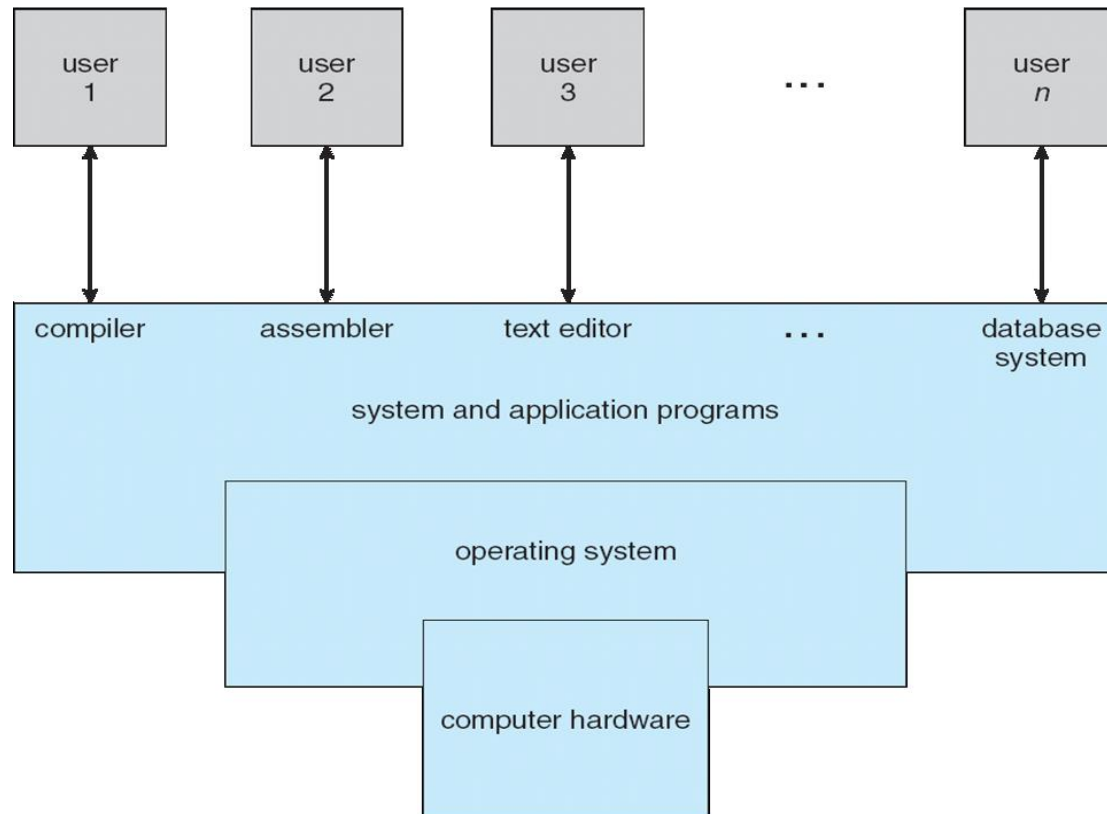 user
1
user
2
user
3
...
user
n
compiler
assembler
text editor
...
database
system
system and application programs
operating system
computer hardware